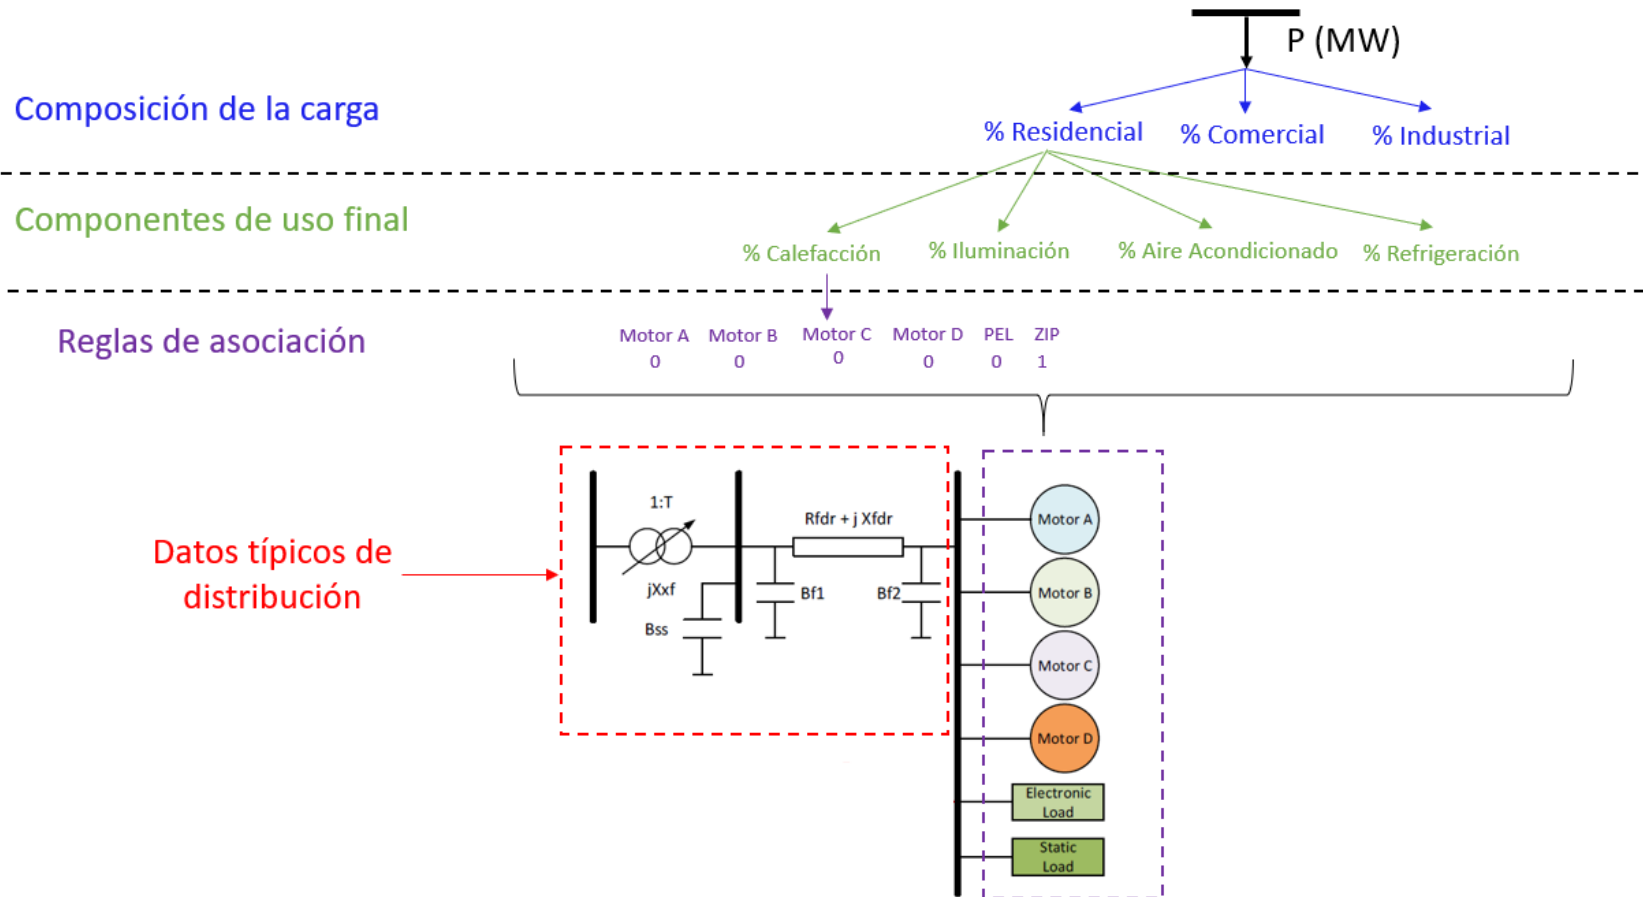 P (MW)
Composición de la carga
% Residencial
% Comercial
% Industrial
Componentes de uso final
% Calefacción
% Iluminación
% Aire Acondicionado
% Refrigeración
Reglas de asociación
Motor A
Motor B
Motor C
Motor D
PEL
ZIP
0
0
0
0
0
1
Datos típicos de
distribución
1:T
jXxf
Bss
Rfdr + j Xfdr
Bf1
Bf2
Motor A
Motor B
Motor C
Motor D
Electronic
Load
Static
Load